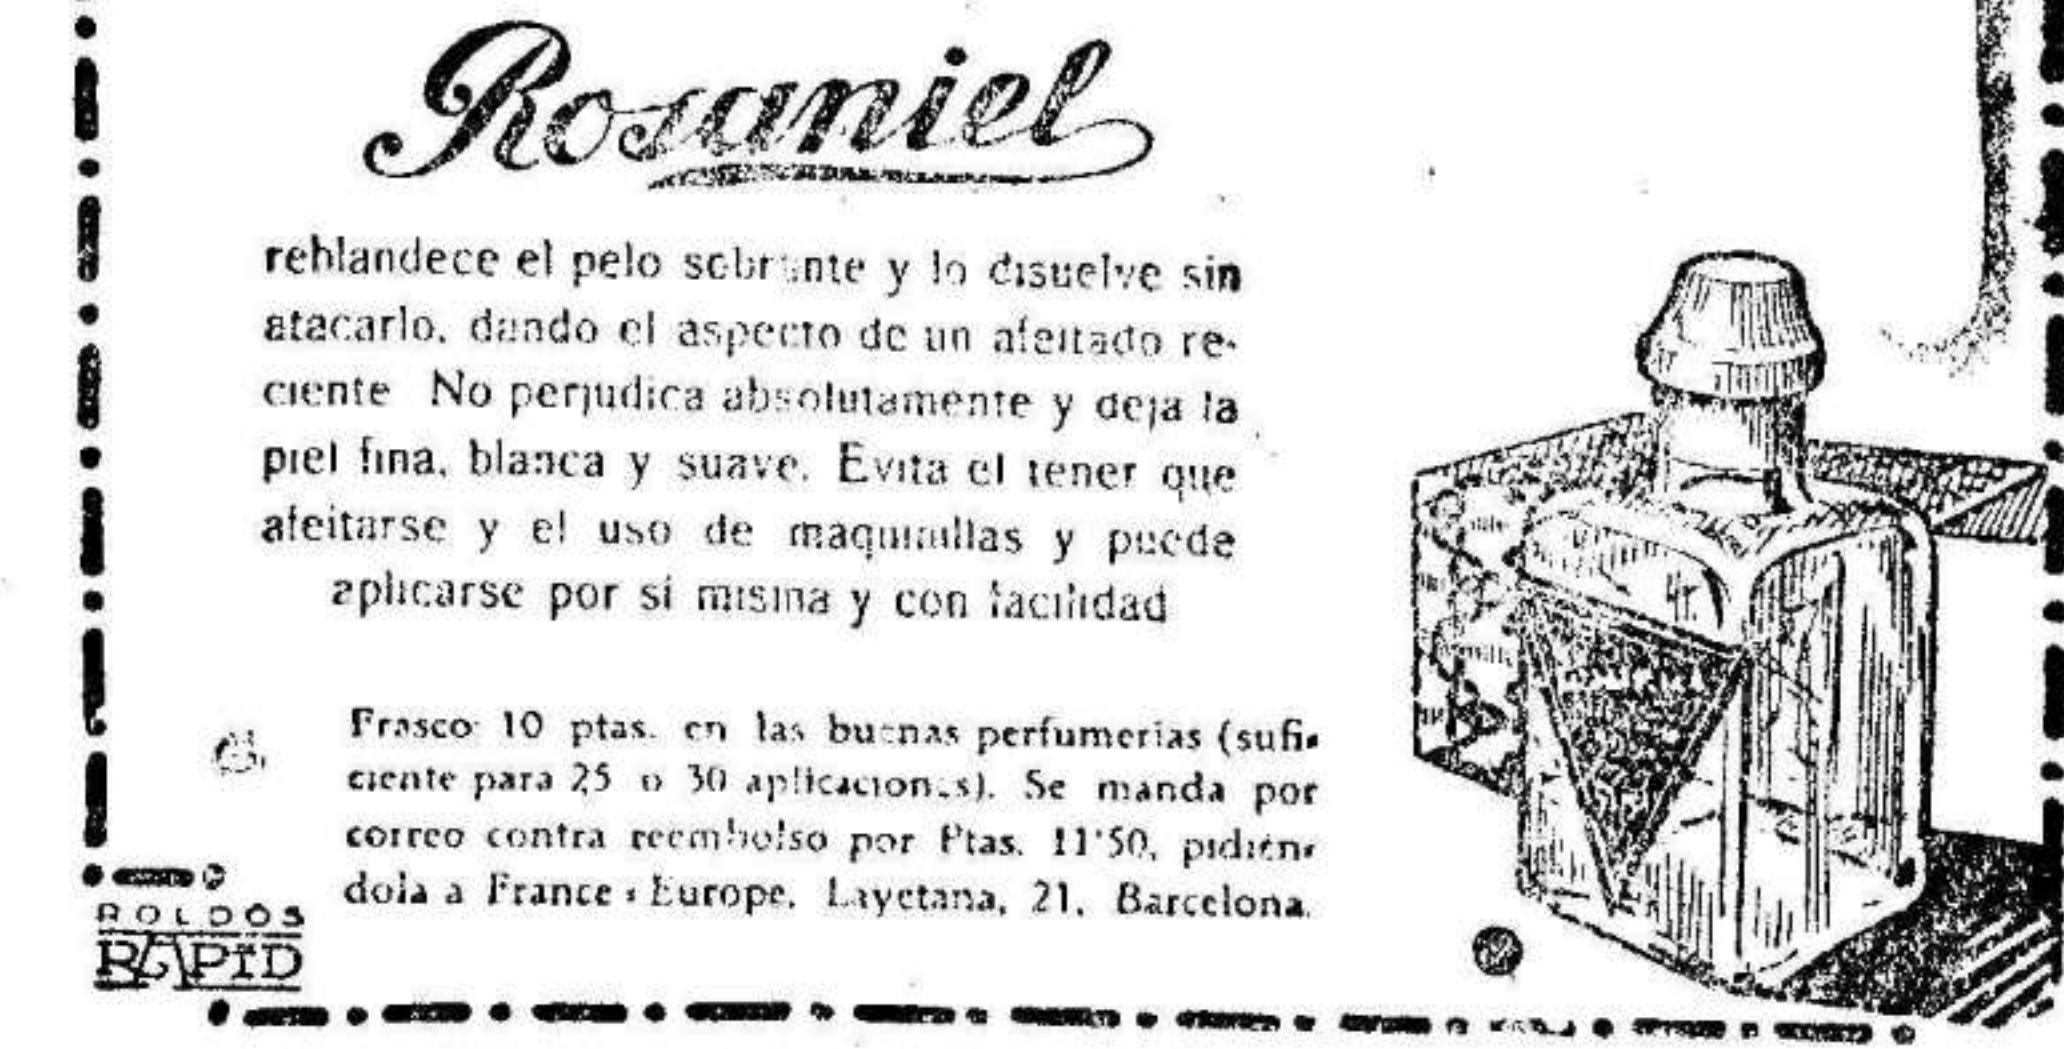 Rosaniel
reblandece el pelo sobrante y lo disuelve sin
atacarlo, dando el aspecto de un afeitado re-
ciente No perjudica absolutamente y deja la
piel fina, blanca y suave. Evita el tener que
afeitarse y el uso de maquinillas y puede
aplicarse por sí misma y con facilidad
Frasco 10 ptas. en las buenas perfumerias (sufi-
ciente para 25 o 30 aplicaciones). Se manda por
correo contra reembolso por Ptas. 11'50, pidién-
dola a France-Europe, Layetana, 21, Barcelona.
ROLDÓS
RAPID